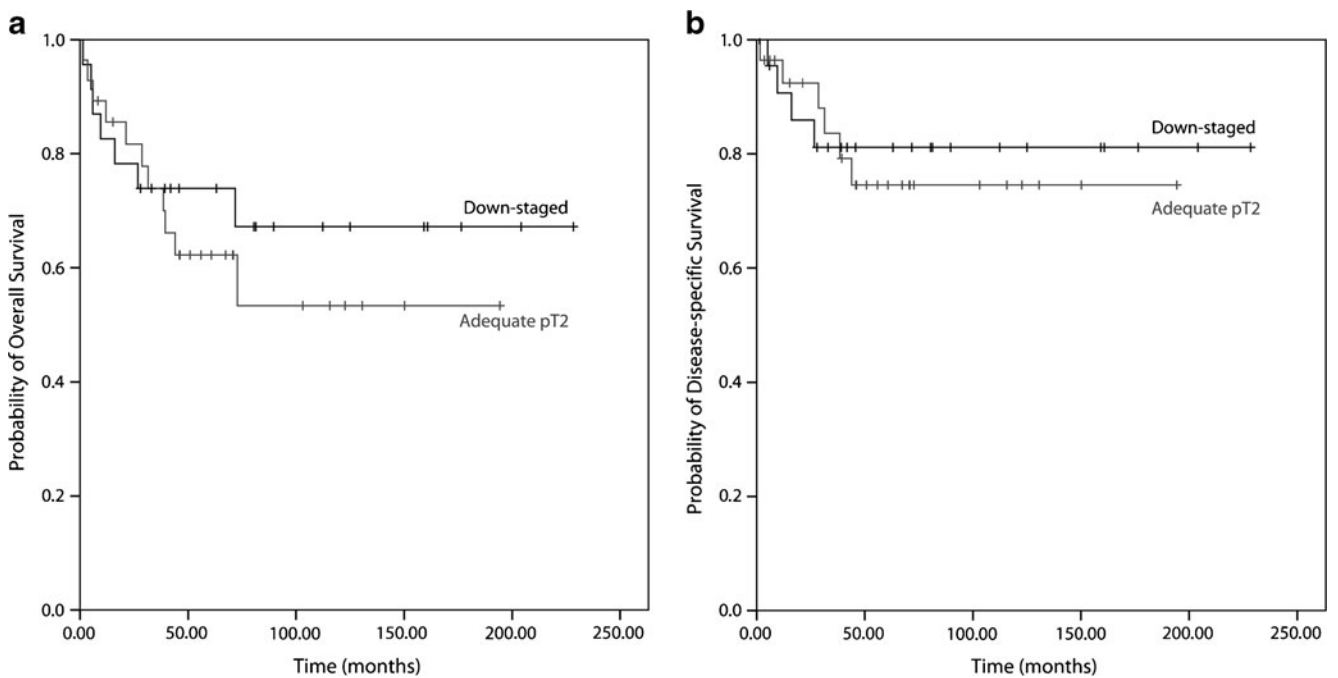 a
Probability of Overall Survival
1.0
0.8
0.6
0.4
0.2
0.0
Down-staged
Adequate pT2
0.00 50.00 100.00 150.00 200.00 250.00
Time (months)
b
Probability of Disease-specific Survival
1.0
0.8
0.6
0.4
0.2
0.0
Down-staged
Adequate pT2
0.00 50.00 100.00 150.00 200.00 250.00
Time (months)